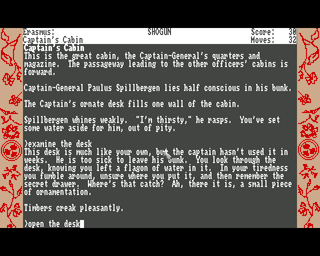 Erasmus: SHOGUN Score: 30
Captain's Cabin Moves: 32
Captain's Cabin
This is the great cabin, the Captain-General's quarters and
magazine. The passageway leading to the other officers' cabins is
forward.
Captain-General Paulus Spillbergen lies half conscious in his bunk.
The Captain's ornate desk fills one wall of the cabin.
Spillbergen whines weakly. "I'm thirsty," he rasps. You've set
some water aside for him, out of pity.
>examine the desk
This desk is much like your own, but the captain hasn't used it in
weeks. He is too sick to leave his bunk. You look through the
desk, knowing you left a flagon of water in it. In your tiredness
you fumble around, unsure where you put it, and then remember the
secret drawer. Where's that catch? Ah, there it is, a small piece
of ornamentation.
Timbers creak pleasantly.
>open the desk